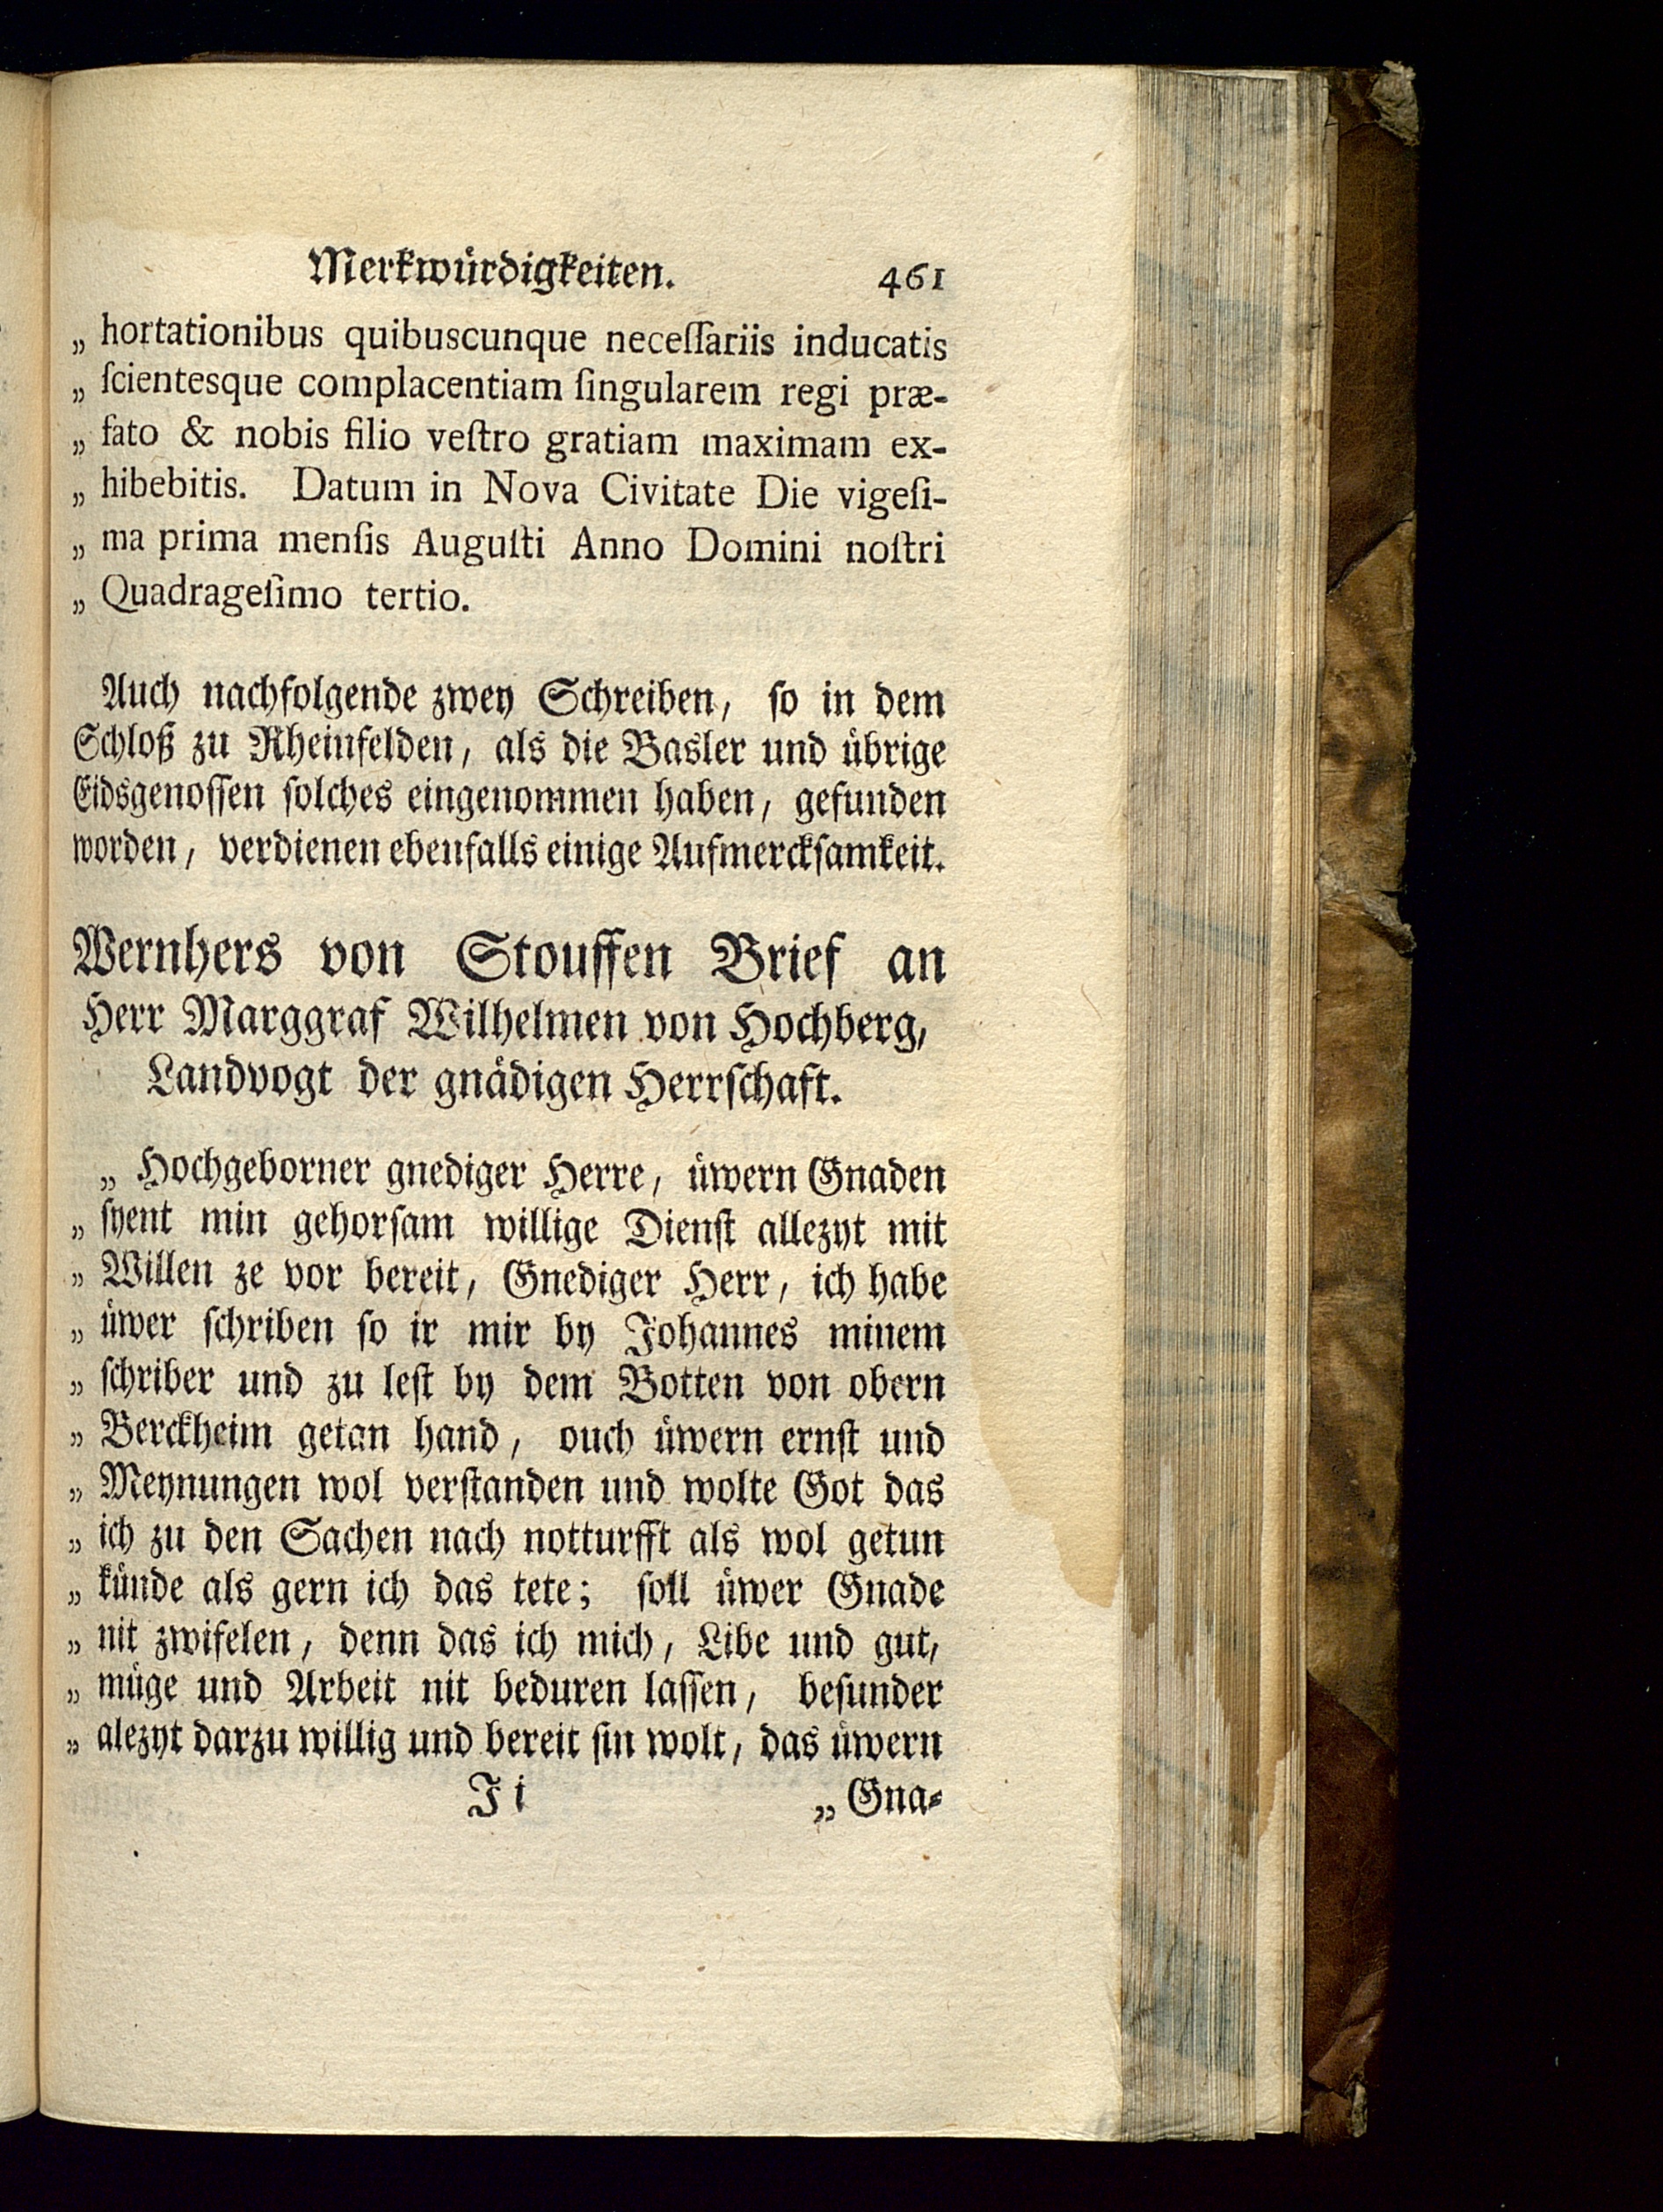 Merkwürdigkeiten. 461
„ hortationibus quibuscunque neceſſariis inducatis
„ ſcientesque complacentiam ſingularem regi præ-
„ fato & nobis filio veſtro gratiam maximam ex-
„ hibebitis. Datum in Nova Civitate Die vigeſi-
„ ma prima menſis Auguſti Anno Domini noſtri
„ Quadrageſimo tertio.
Auch nachfolgende zwey Schreiben, ſo in dem
Schloß zu Rheinfelden, als die Basler und übrige
Eidsgenoſſen ſolches eingenommen haben, gefunden
worden, verdienen ebenfalls einige Aufmerckſamkeit.
Wernhers von Stouffen Brief an
Herr Marggraf Wilhelmen von Hochberg,
Landvogt der gnädigen Herrſchaft.
„ Hochgeborner gnediger Herre, üwern Gnaden
„ ſyent min gehorſam willige Dienſt allezyt mit
„ Willen ze vor bereit, Gnediger Herr, ich habe
„ üwer ſchriben ſo ir mir by Johannes minem
„ ſchriber und zu leſt by dem Botten von obern
„ Berckheim getan hand, ouch üwern ernſt und
„ Meynungen wol verſtanden und wolte Got das
„ ich zu den Sachen nach notturfft als wol getun
„ künde als gern ich das tete; ſoll üwer Gnade
„ nit zwifelen, denn das ich mich, Libe und gut,
„ müge und Arbeit nit beduren laſſen, beſunder
„ alezyt darzu willig und bereit ſin wolt, das üwern
J i „ Gna-